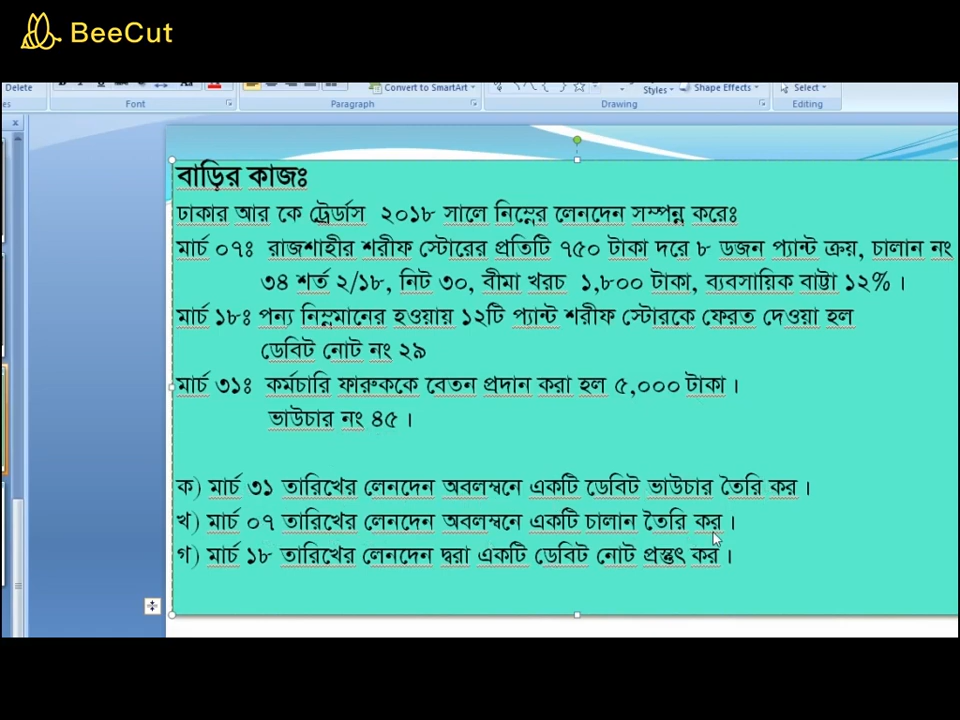 BeeCut
Delete
Convert to SmartArt
Styles
Shape Effects
Select
es
Font
Paragraph
Drawing
Editing
বাড়ির কাজঃ
ঢাকার আর কে ট্রের্ডাস ২০১৮ সালে নিম্নের লেনদেন সম্পন্ন করেঃ
মার্চ ০৭ঃ রাজশাহীর শরীফ স্টোরের প্রতিটি ৭৫০ টাকা দরে ৮ ডজন প্যান্ট ক্রয়, চালান নং
৩৪ শর্ত ২/১৮, নিট ৩০, বীমা খরচ ১,৮০০ টাকা, ব্যবসায়িক বাট্টা ১২%।
মার্চ ১৮ঃ পন্য নিম্নমানের হওয়ায় ১২টি প্যান্ট শরীফ স্টোরকে ফেরত দেওয়া হল
ডেবিট নোট নং ২৯
মার্চ ৩১ঃ কর্মচারি ফারুককে বেতন প্রদান করা হল ৫,০০০ টাকা।
ভাউচার নং ৪৫।
ক) মার্চ ৩১ তারিখের লেনদেন অবলম্বনে একটি ডেবিট ভাউচার তৈরি কর।
খ) মার্চ ০৭ তারিখের লেনদেন অবলম্বনে একটি চালান তৈরি কর।
গ) মার্চ ১৮ তারিখের লেনদেন দ্বরা একটি ডেবিট নোট প্রস্তুৎ কর।